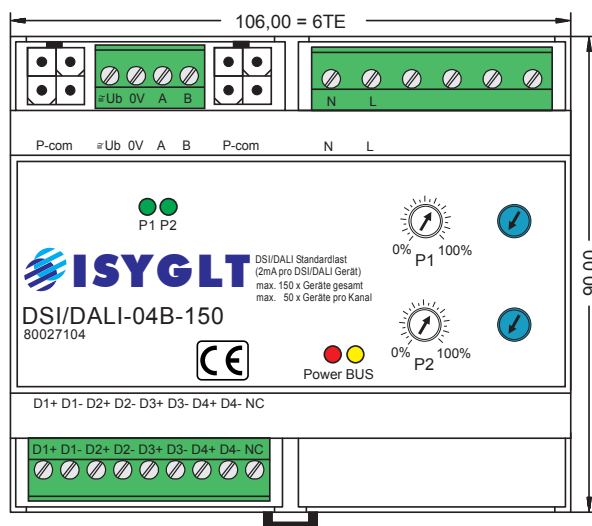 106,00 = 6TE
≅Ub 0V A B
N L
P-com ≅Ub 0V A B P-com N L
P1 P2
0% 100%
P1
ISYGLT
DSI/DALI Standardlast
(2mA pro DSI/DALI Gerät)
max. 150 x Geräte gesamt
max. 50 x Geräte pro Kanal
90,00
DSI/DALI-04B-150
80027104
CE
0% 100%
P2
Power BUS
D1+ D1- D2+ D2- D3+ D3- D4+ D4- NC
D1+ D1- D2+ D2- D3+ D3- D4+ D4- NC